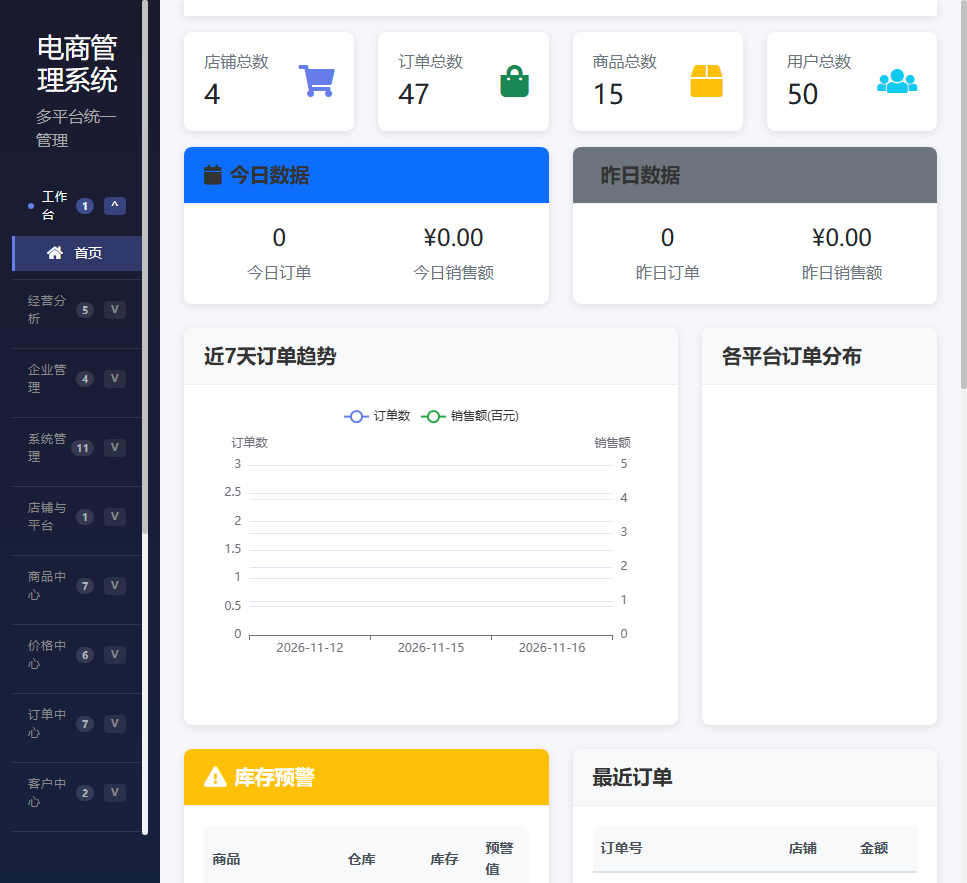 电商管
理系统
多平台统一
管理
工作
台
1
^
首页
经营分
析
5
V
企业管
理
4
V
系统管
理
11
V
店铺与
平台
1
V
商品中
心
7
V
价格中
心
6
V
订单中
心
7
V
客户中
心
2
V
店铺总数
4
订单总数
47
商品总数
15
用户总数
50
今日数据
0
¥0.00
今日订单
今日销售额
昨日数据
0
¥0.00
昨日订单
昨日销售额
近7天订单趋势
订单数
销售额(百元)
订单数
销售额
3
2.5
2
1.5
1
0.5
0
5
4
3
2
1
0
2026-11-12
2026-11-15
2026-11-16
各平台订单分布
库存预警
商品
仓库
库存
预警
值
最近订单
订单号
店铺
金额